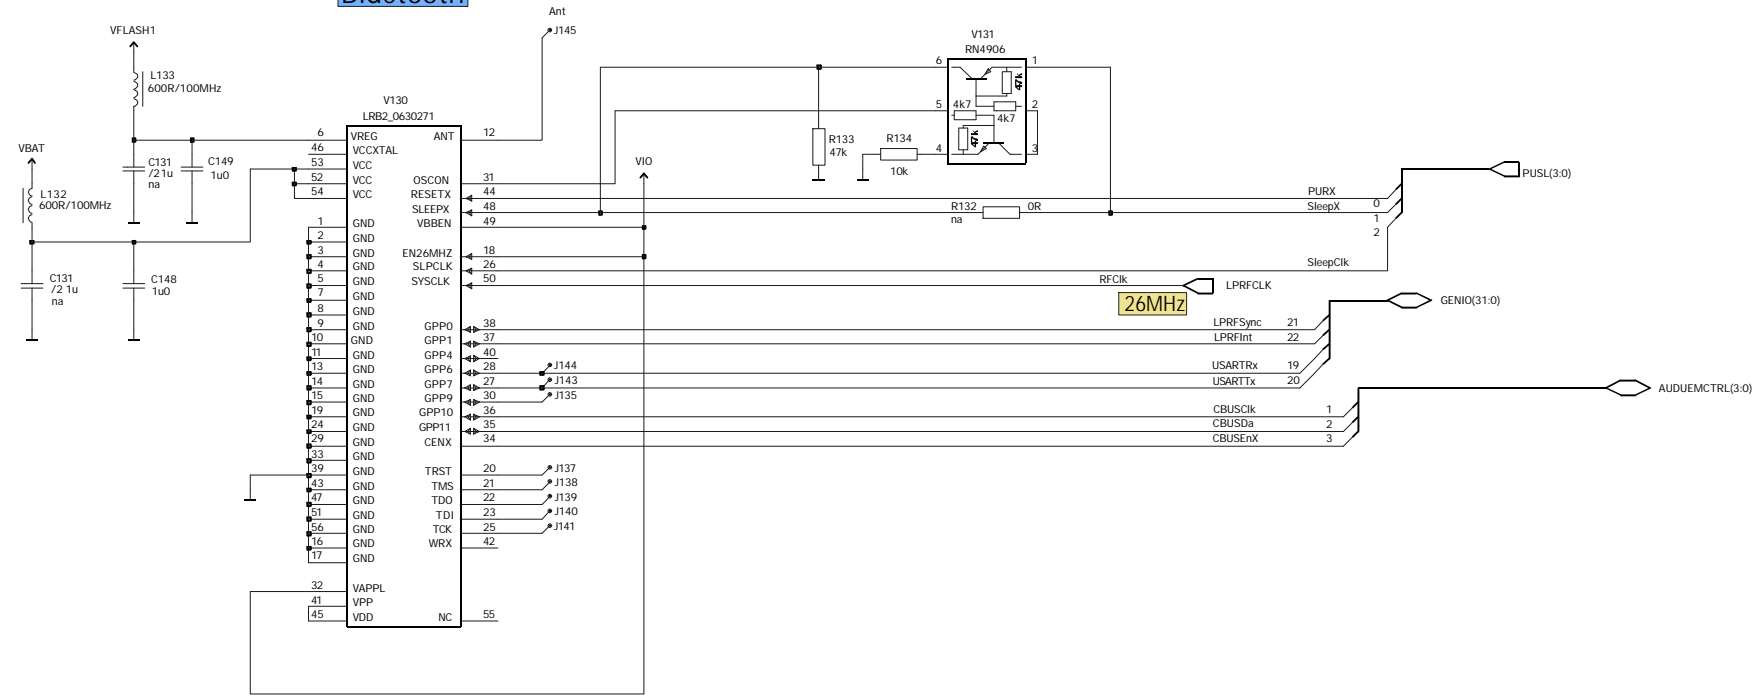 Bluetooth
Ant
J145
VFLASH1
L133
600R/100MHz
V131
RN4906
6
1
47k
5
4k7
2
4k7
47k
4
3
V130
LRB2_0630271
VBAT
L132
600R/100MHz
C131
/2 1u
na
C149
1u0
R133
47k
R134
10k
VIO
6 VREG ANT 12
46 VCCXTAL
53 VCC
52 VCC OSCON 31
54 VCC RESETX 44
SLEEPX 48
1 GND VBBEN 49
2 GND
3 GND EN26MHZ 18
4 GND SLPCLK 26
5 GND SYSCLK 50
7 GND
8 GND
9 GND GPP0 38
10 GND GPP1 37
11 GND GPP4 40
13 GND GPP6 28 J144
14 GND GPP7 27 J143
15 GND GPP9 30 J135
19 GND GPP10 36
24 GND GPP11 35
29 GND CENX 34
33 GND
39 GND TRST 20 J137
43 GND TMS 21 J138
47 GND TDO 22 J139
51 GND TDI 23 J140
56 GND TCK 25 J141
16 GND WRX 42
17 GND
32 VAPPL
41 VPP
45 VDD NC 55
C131
/2 1u
na
C148
1u0
R132
na
0R
PURX
SleepX
0
1
2
PUSL(3:0)
SleepClk
RFClk
LPRFCLK
26MHz
GENIO(31:0)
LPRFSync 21
LPRFInt 22
USARTRx 19
USARTTx 20
AUDUEMCTRL(3:0)
CBUSClk 1
CBUSDa 2
CBUSEnX 3